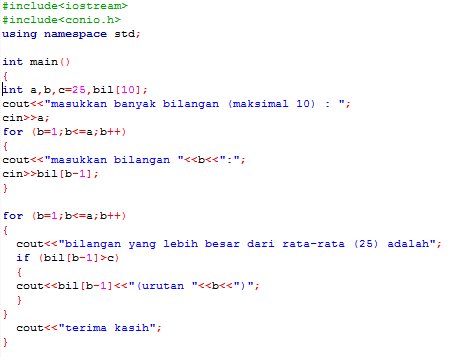 #include<iostream>
#include<conio.h>
using namespace std;

int main()
{
int a,b,c=25,bil[10];
cout<<"masukkan banyak bilangan (maksimal 10) : ";
cin>>a;
for (b=1;b<=a;b++)
{
cout<<"masukkan bilangan "<<b<<":";
cin>>bil[b-1];
}

for (b=1;b<=a;b++)
{
  cout<<"bilangan yang lebih besar dari rata-rata (25) adalah";
  if (bil[b-1]>c)
  {
  cout<<bil[b-1]<<"(urutan "<<b<<")";
  }
}
  cout<<"terima kasih";
}